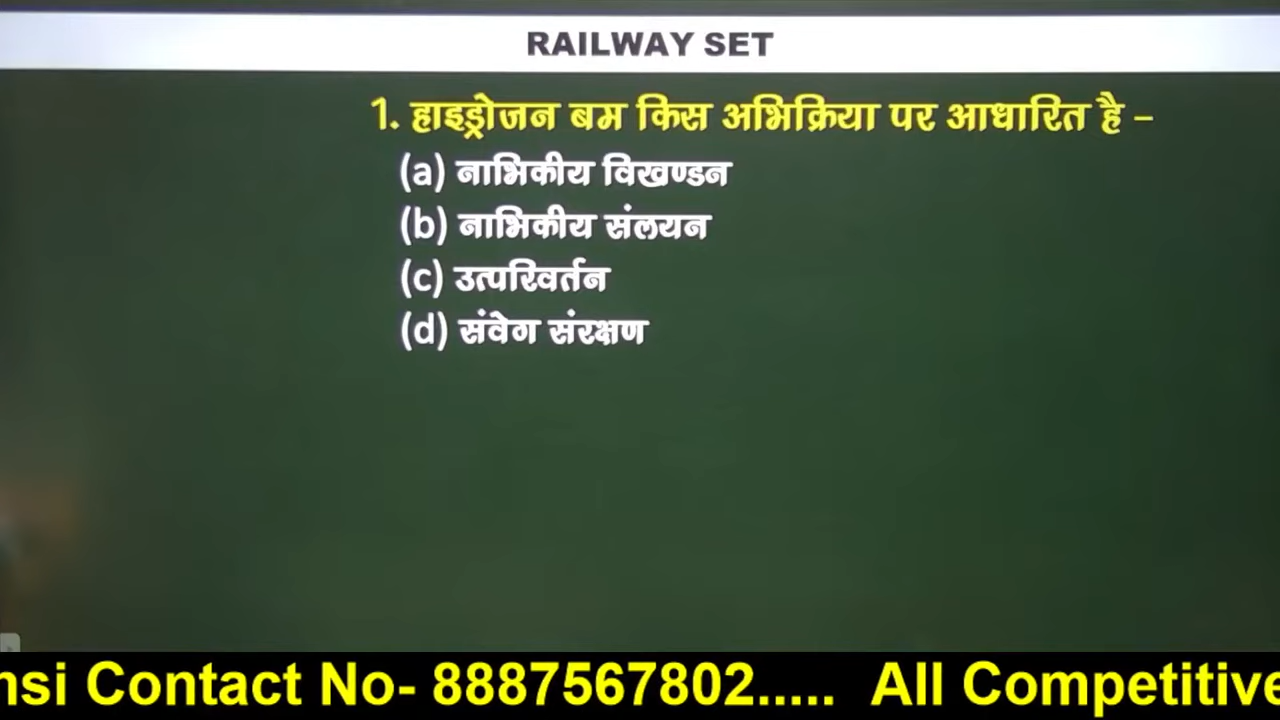 RAILWAY SET
1. हाइड्रोजन बम किस अभिक्रिया पर आधारित है –
(a) नाभिकीय विखण्डन
(b) नाभिकीय संलयन
(c) उत्परिवर्तन
(d) संवेग संरक्षण
nsi Contact No- 8887567802..... All Competitive